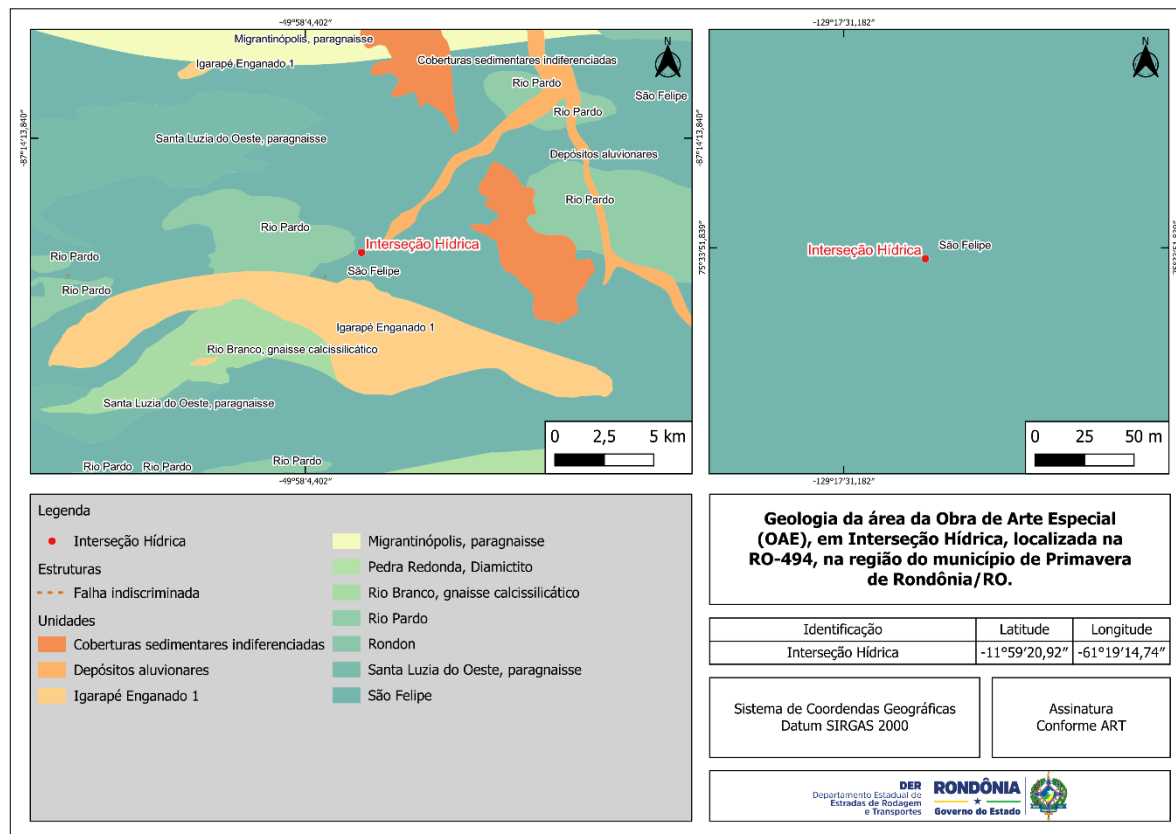 -49°58'4,402"
-129°17'31,182"
Migrantinópolis, paragnaisse
Igarapé Enganado 1
Coberturas sedimentares indiferenciadas
N
N
Rio Pardo
São Felipe
Rio Pardo
-87°14'13,840"
-87°14'13,840"
Santa Luzia do Oeste, paragnaisse
Depósitos aluvionares
Rio Pardo
Rio Pardo
Interseção Hídrica
São Felipe
Rio Pardo
Rio Pardo
Igarapé Enganado 1
Rio Branco, gnaisse calcissilicático
Santa Luzia do Oeste, paragnaisse
Rio Pardo
Rio Pardo
Rio Pardo
0 2,5 5 km
-49°58'4,402"
75°33'51,839"
São Felipe
Interseção Hídrica
75°33'51,839"
0 25 50 m
-129°17'31,182"
Legenda
Interseção Hídrica
Estruturas
Falha indiscriminada
Unidades
Coberturas sedimentares indiferenciadas
Depósitos aluvionares
Igarapé Enganado 1
Migrantinópolis, paragnaisse
Pedra Redonda, Diamictito
Rio Branco, gnaisse calcissilicático
Rio Pardo
Rondon
Santa Luzia do Oeste, paragnaisse
São Felipe
Geologia da área da Obra de Arte Especial
(OAE), em Interseção Hídrica, localizada na
RO-494, na região do município de Primavera
de Rondônia/RO.
Identificação Latitude Longitude
Interseção Hídrica -11°59'20,92" -61°19'14,74"
Sistema de Coordendas Geográficas
Datum SIRGAS 2000
Assinatura
Conforme ART
DER
Departamento Estadual de
Estradas de Rodagem
e Transportes
RONDÔNIA
Governo do Estado